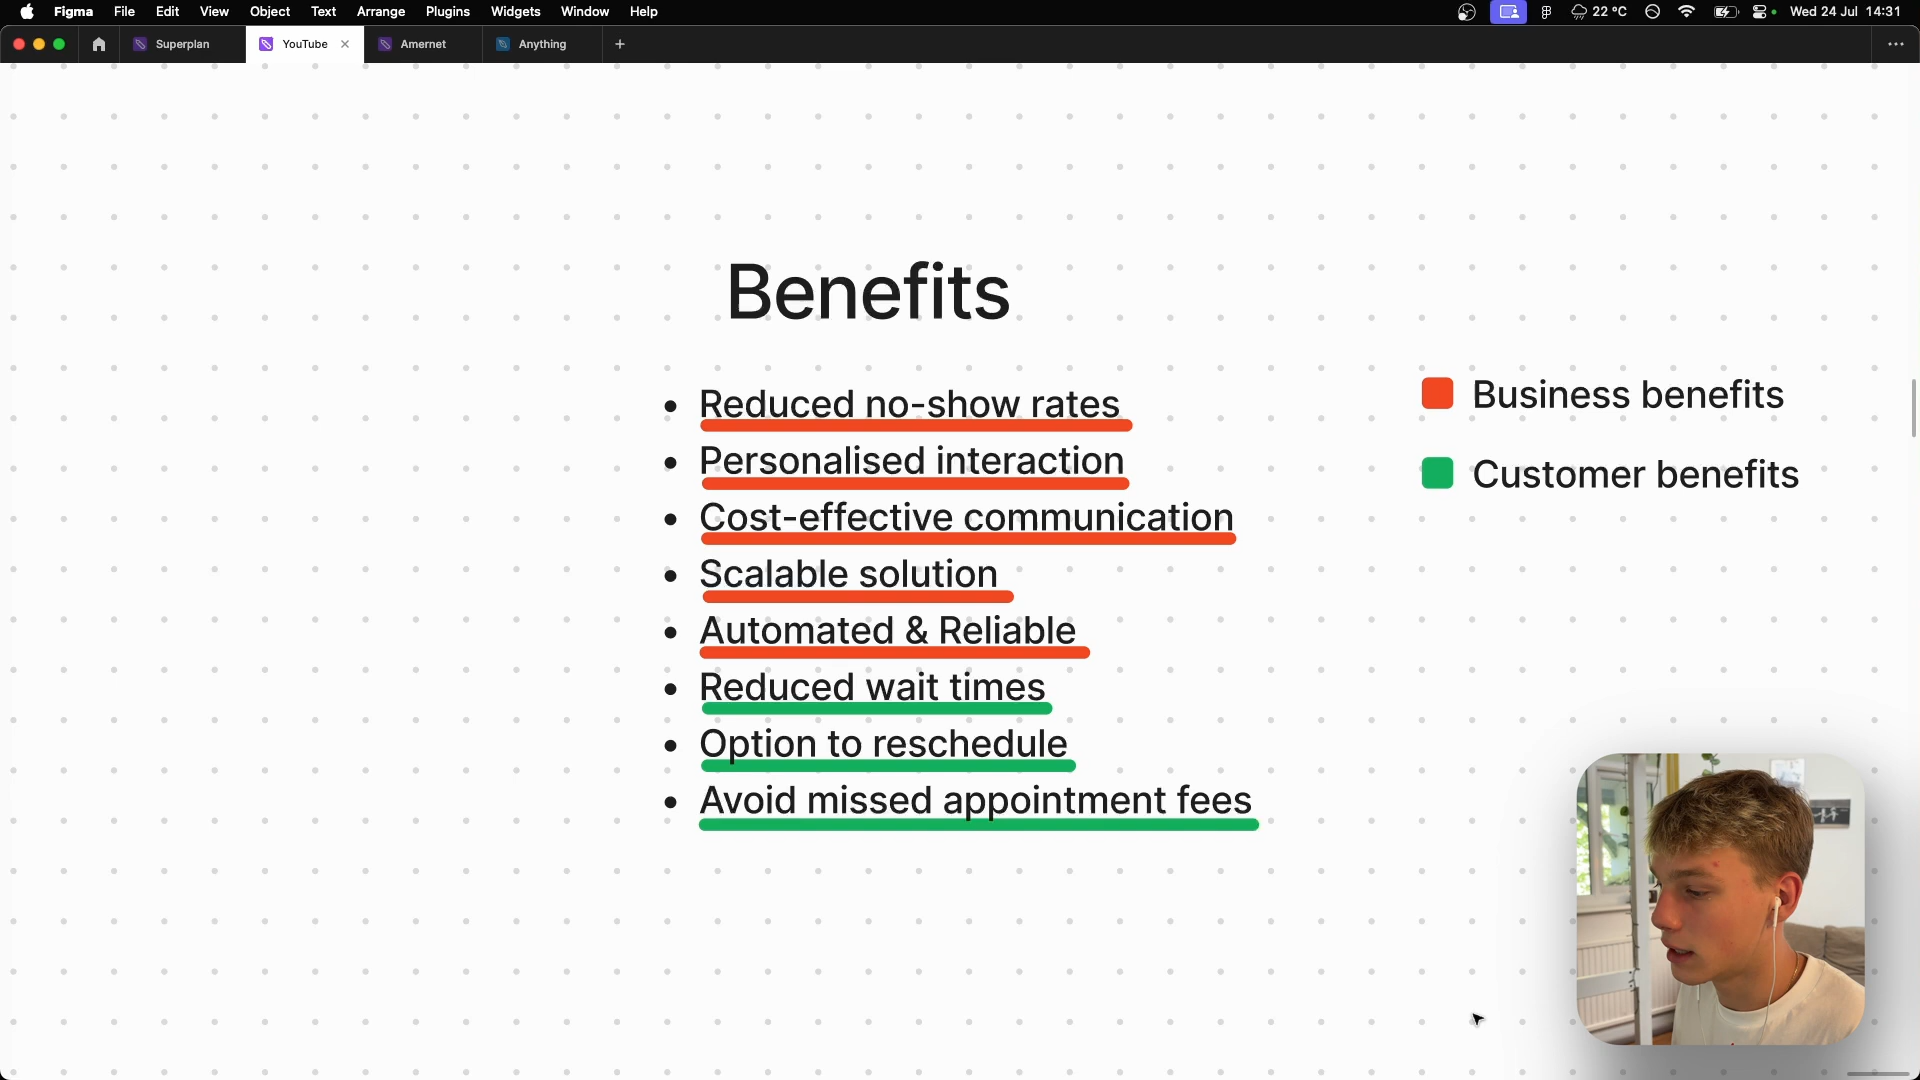 Figma File Edit View Object Text Arrange Plugins Widgets Window Help 22 °C Wed 24 Jul 14:31
Superplan YouTube Amernet Anything
Benefits
• Reduced no-show rates
• Personalised interaction
• Cost-effective communication
• Scalable solution
• Automated & Reliable
• Reduced wait times
• Option to reschedule
• Avoid missed appointment fees
Business benefits
Customer benefits